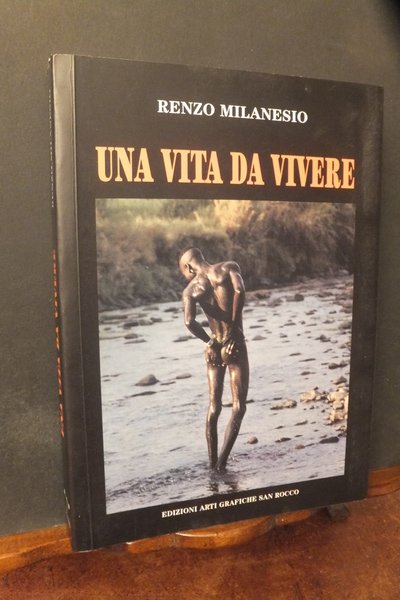 RENZO MILANESIO
UNA VITA DA VIVERE
EDIZIONI ARTI GRAFICHE SAN ROCCO